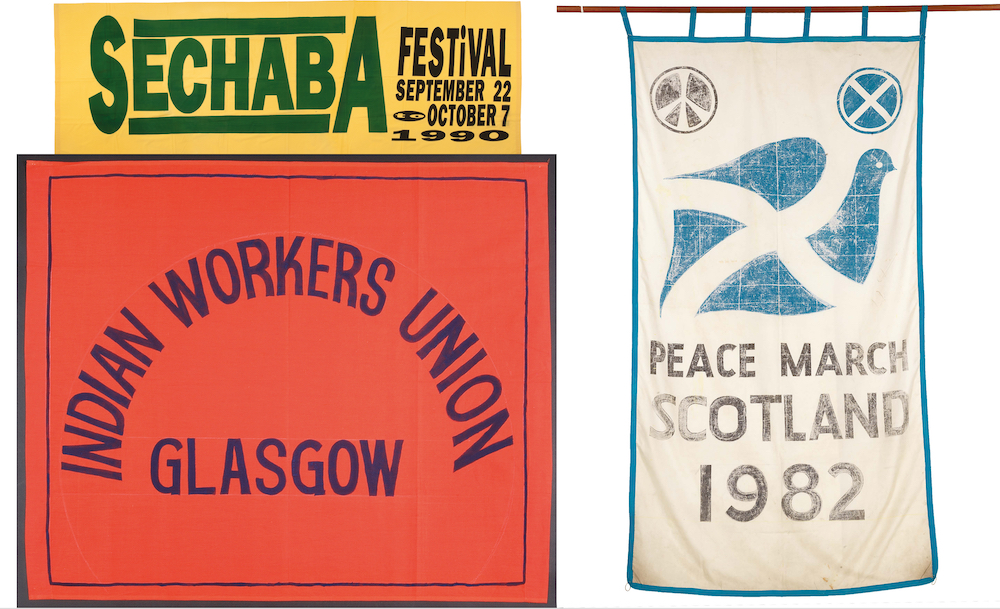 SECHABA
FESTiVAL
SEPTEMBER 22
OCTOBER 7
1990
INDIAN WORKERS UNION
GLASGOW
PEACE MARCH
SCOTLAND
1982